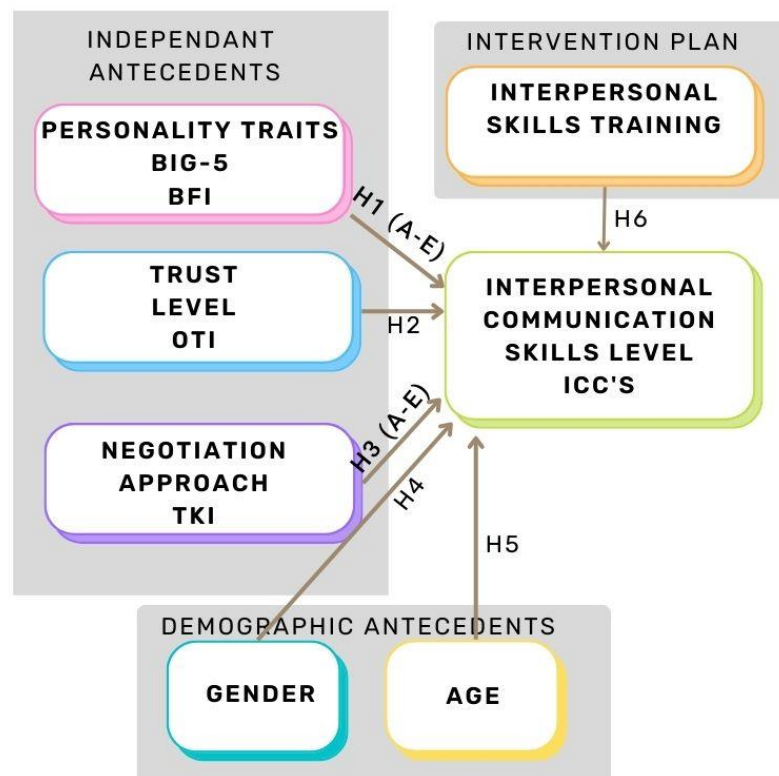 INDEPENDANT
ANTECEDENTS
PERSONALITY TRAITS
BIG-5
BFI
TRUST
LEVEL
OTI
NEGOTIATION
APPROACH
TKI
INTERVENTION PLAN
INTERPERSONAL
SKILLS TRAINING
H1 (A-E)
H2
H3 (A-E)
H4
H5
H6
INTERPERSONAL
COMMUNICATION
SKILLS LEVEL
ICC'S
DEMOGRAPHIC ANTECEDENTS
GENDER
AGE